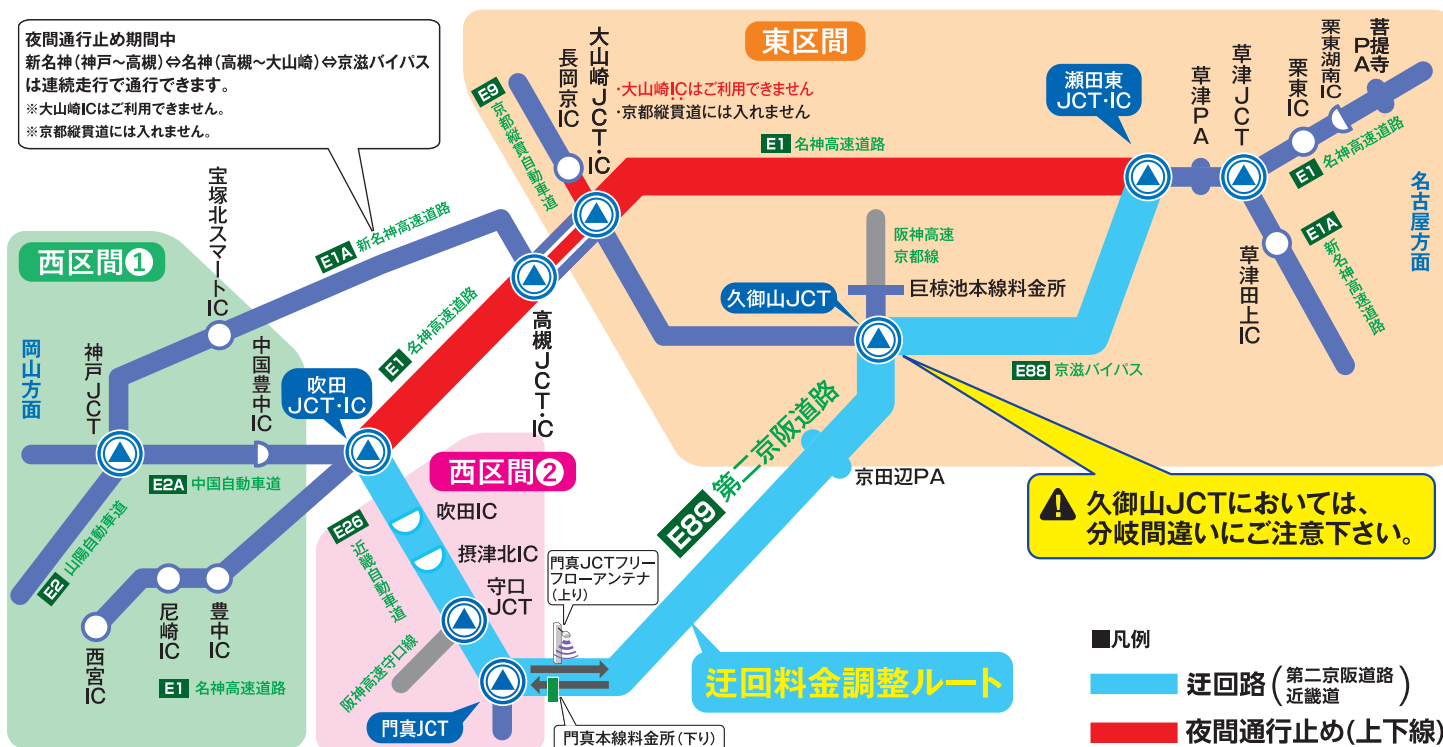 夜間通行止め期間中
新名神(神戸～高槻)⇔名神(高槻～大山崎)⇔京滋バイパス
は連続走行で通行できます。
※大山崎ICはご利用できません。
※京都縦貫道には入れません。
東区間
E9 京都縦貫自動車道
長岡京IC
大山崎JCT・IC
・大山崎ICはご利用できません
・京都縦貫道には入れません
E1 名神高速道路
瀬田東
JCT・IC
草津PA
草津JCT
栗東IC
栗東湖南IC
菩提寺PA
E1 名神高速道路
名古屋方面
E1A 新名神高速道路
草津田上IC
阪神高速
京都線
巨椋池本線料金所
久御山JCT
E88 京滋バイパス
西区間❶
宝塚北スマートIC
E1A 新名神高速道路
E1 名神高速道路
高槻JCT・IC
岡山方面
神戸JCT
中国豊中IC
吹田
JCT・IC
E2A 中国自動車道
E2 山陽自動車道
西宮IC
尼崎IC
豊中IC
E1 名神高速道路
西区間❷
吹田IC
E26 近畿自動車道
摂津北IC
守口
JCT
阪神高速守口線
門真JCT
門真JCTフリー
フローアンテナ
(上り)
門真本線料金所(下り)
E89 第二京阪道路
京田辺PA
久御山JCTにおいては、
分岐間違いにご注意下さい。
迂回料金調整ルート
■凡例
迂回路(第二京阪道路
近畿道)
夜間通行止め(上下線)